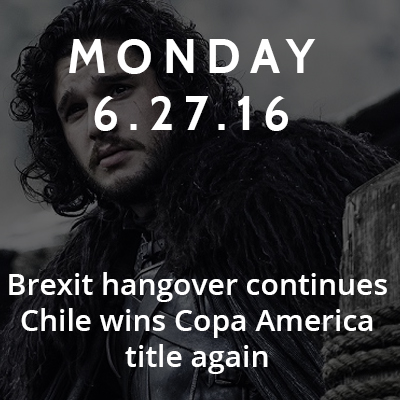 MONDAY
6.27.16
Brexit hangover continues
Chile wins Copa America
title again